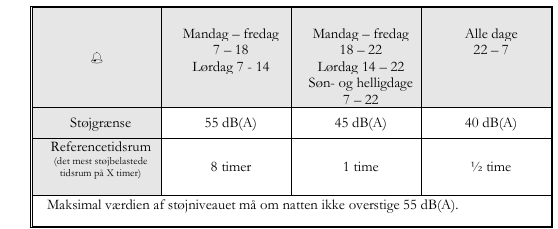 Mandag – fredag
7 – 18
Lørdag 7 - 14
Mandag – fredag
18 – 22
Lørdag 14 – 22
Søn- og helligdage
7 – 22
Alle dage
22 – 7
Støjgrænse 55 dB(A) 45 dB(A) 40 dB(A)
Referencetidsrum
(det mest støjbelastede
tidsrum på X timer)
8 timer 1 time ½ time
Maksimal værdien af støjniveauet må om natten ikke overstige 55 dB(A).